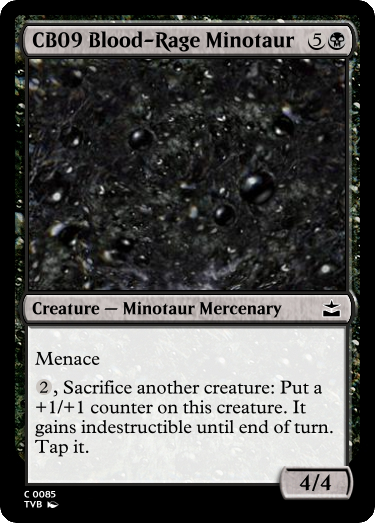 CB09 Blood-Rage Minotaur 5
Creature — Minotaur Mercenary
Menace
2, Sacrifice another creature: Put a
+1/+1 counter on this creature. It
gains indestructible until end of turn.
Tap it.
4/4
C 0085
TVB